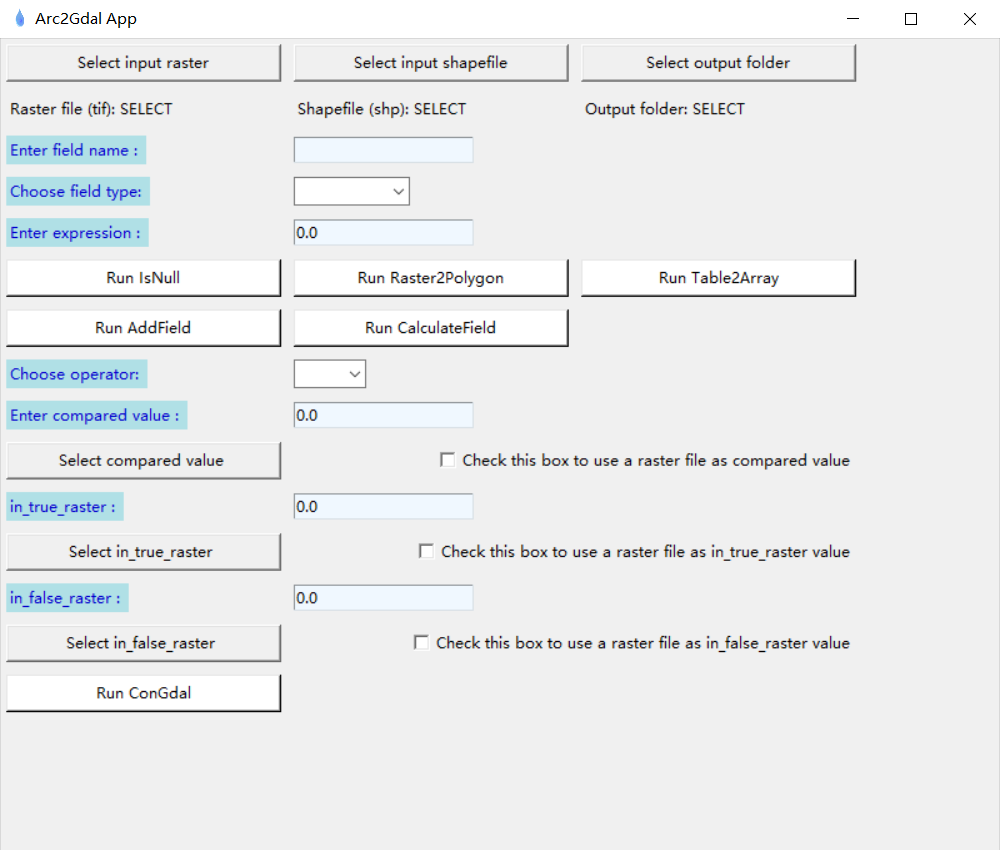 Arc2Gdal App
Select input raster Select input shapefile Select output folder
Raster file (tif): SELECT Shapefile (shp): SELECT Output folder: SELECT
Enter field name :
Choose field type:
Enter expression : 0.0
Run IsNull Run Raster2Polygon Run Table2Array
Run AddField Run CalculateField
Choose operator:
Enter compared value : 0.0
Select compared value Check this box to use a raster file as compared value
in_true_raster : 0.0
Select in_true_raster Check this box to use a raster file as in_true_raster value
in_false_raster : 0.0
Select in_false_raster Check this box to use a raster file as in_false_raster value
Run ConGdal